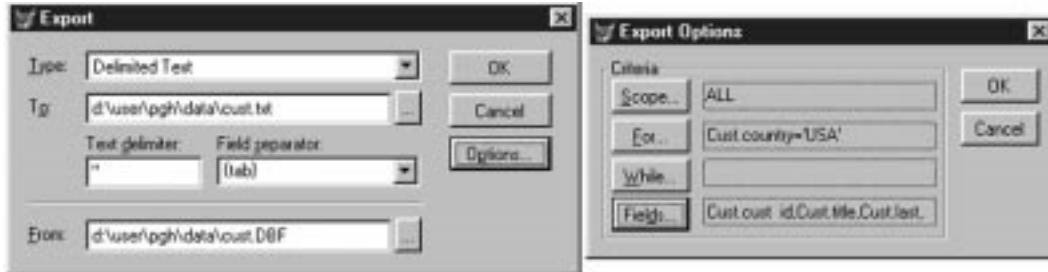 Export
Type: Delimited Text
OK
To: d:\user\pgh\data\cust.txt ...
Cancel
Text delimiter: Field separator:
" (tab)
Options...
From: d:\user\pgh\data\cust.DBF ...
Export Options
Criteria
Scope... ALL
OK
For... Cust.country='USA'
Cancel
While...
Fields... Cust.cust_id,Cust.title,Cust.last,